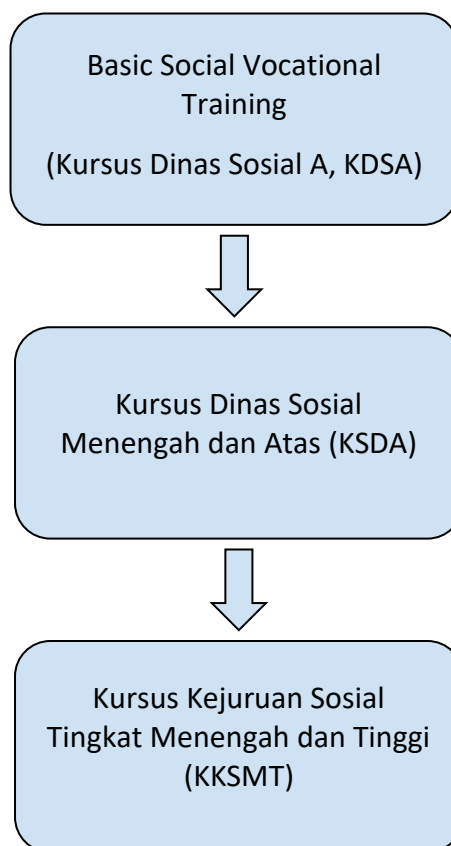 Basic Social Vocational
Training
(Kursus Dinas Sosial A, KDSA)
Kursus Dinas Sosial
Menengah dan Atas (KSDA)
Kursus Kejuruan Sosial
Tingkat Menengah dan Tinggi
(KKSMT)